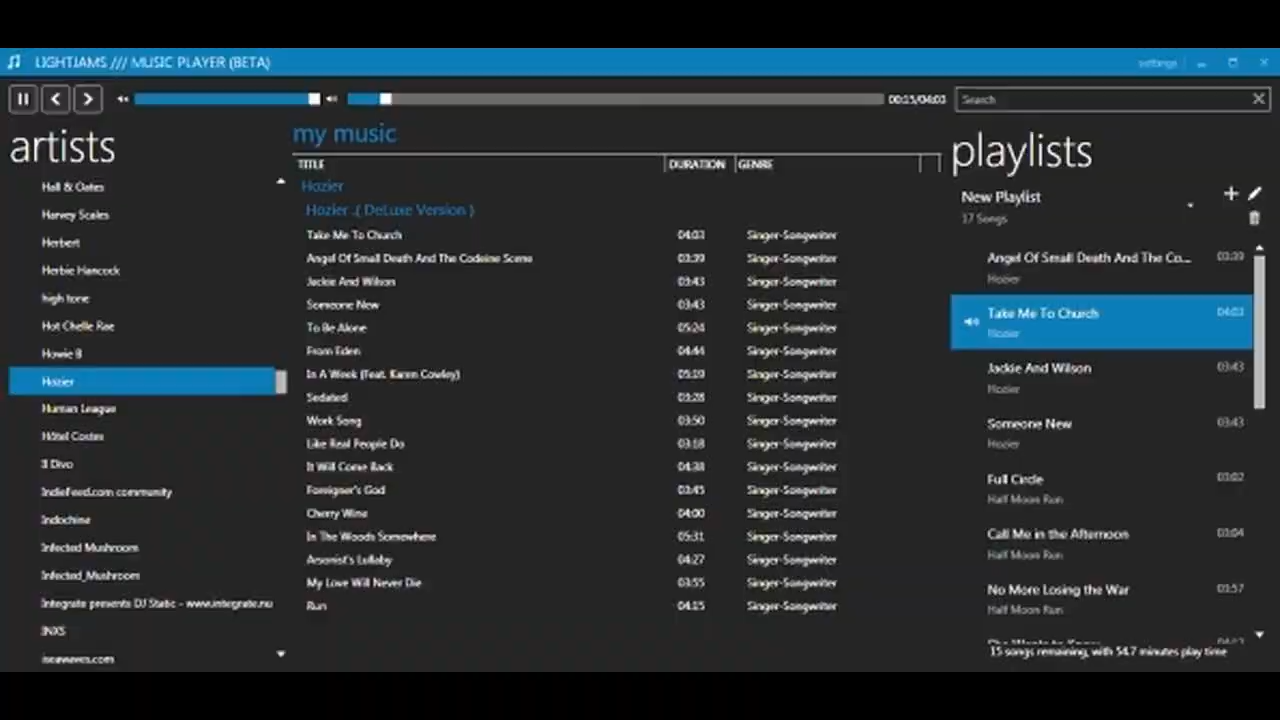 LIGHTJAMS /// MUSIC PLAYER (BETA)
settings
00:15/04:03
Search
artists
Hall & Oates
Harvey Scales
Herbert
Herbie Hancock
high tone
Hot Chelle Rae
Howie B
Hozier
Human League
Hôtel Costes
Il Divo
IndieFeed.com community
Indochine
Infected Mushroom
Infected_Mushroom
Integrate presents DJ Static - www.integrate.nu
INXS
iseawaves.com
my music
TITLE DURATION GENRE
Hozier
Hozier .( DeLuxe Version )
Take Me To Church 04:03 Singer-Songwriter
Angel Of Small Death And The Codeine Scene 03:39 Singer-Songwriter
Jackie And Wilson 03:43 Singer-Songwriter
Someone New 03:43 Singer-Songwriter
To Be Alone 05:24 Singer-Songwriter
From Eden 04:44 Singer-Songwriter
In A Week (Feat. Karen Cowley) 05:19 Singer-Songwriter
Sedated 03:28 Singer-Songwriter
Work Song 03:50 Singer-Songwriter
Like Real People Do 03:18 Singer-Songwriter
It Will Come Back 04:38 Singer-Songwriter
Foreigner's God 03:45 Singer-Songwriter
Cherry Wine 04:00 Singer-Songwriter
In The Woods Somewhere 05:31 Singer-Songwriter
Arsonist's Lullaby 04:27 Singer-Songwriter
My Love Will Never Die 03:55 Singer-Songwriter
Run 04:15 Singer-Songwriter
playlists
New Playlist
17 Songs
Angel Of Small Death And The Co... 03:39
Hozier
Take Me To Church 04:03
Hozier
Jackie And Wilson 03:43
Hozier
Someone New 03:43
Hozier
Full Circle 03:02
Half Moon Run
Call Me in the Afternoon 03:04
Half Moon Run
No More Losing the War 03:57
Half Moon Run
15 songs remaining, with 54.7 minutes play time